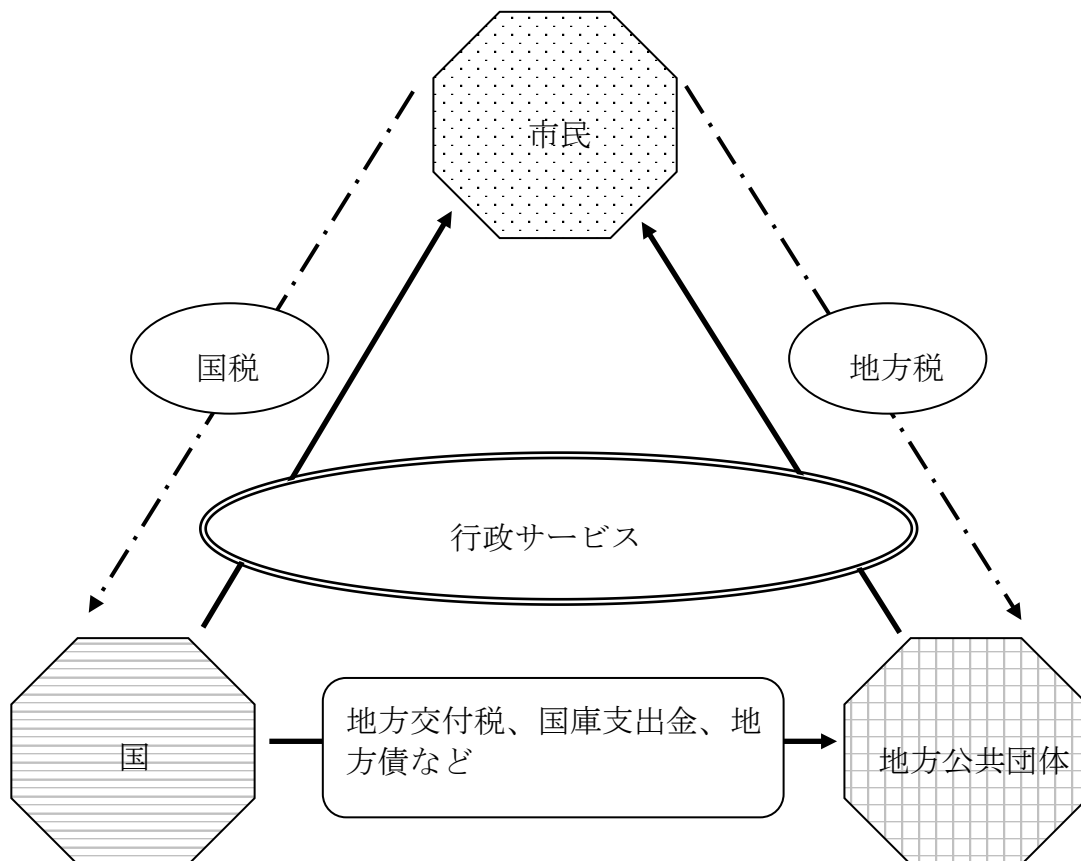 市民
国税
地方税
行政サービス
地方交付税、国庫支出金、地
方債など
国
地方公共団体